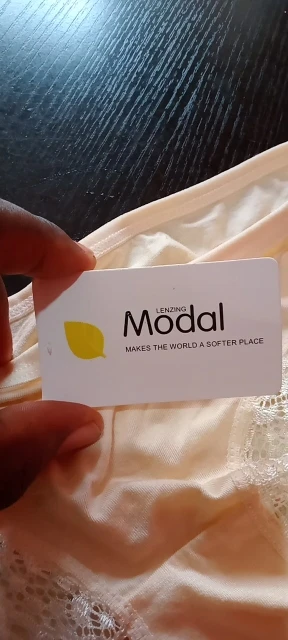 LENZING
Modal
MAKES THE WORLD A SOFTER PLACE